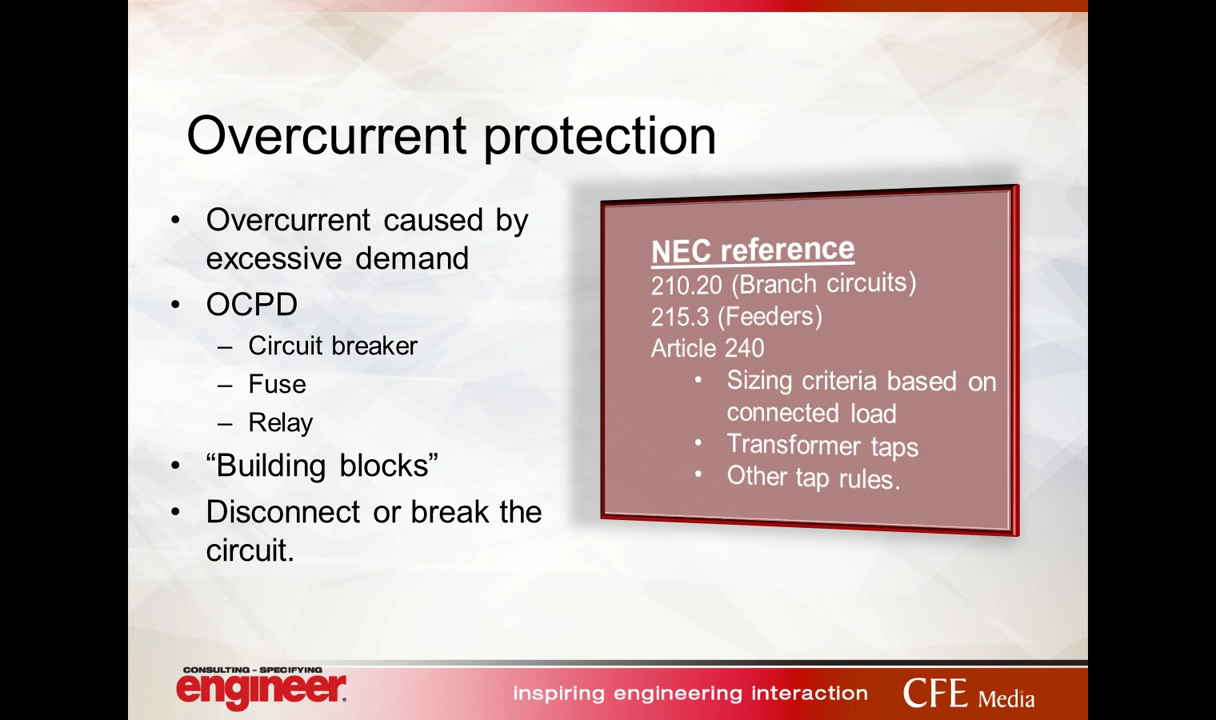 Overcurrent protection
• Overcurrent caused by
excessive demand
• OCPD
– Circuit breaker
– Fuse
– Relay
• “Building blocks”
• Disconnect or break the
circuit.
NEC reference
210.20 (Branch circuits)
215.3 (Feeders)
Article 240
• Sizing criteria based on
connected load
• Transformer taps
• Other tap rules.
CONSULTING - SPECIFYING
engineer.
inspiring engineering interaction
CFE Media